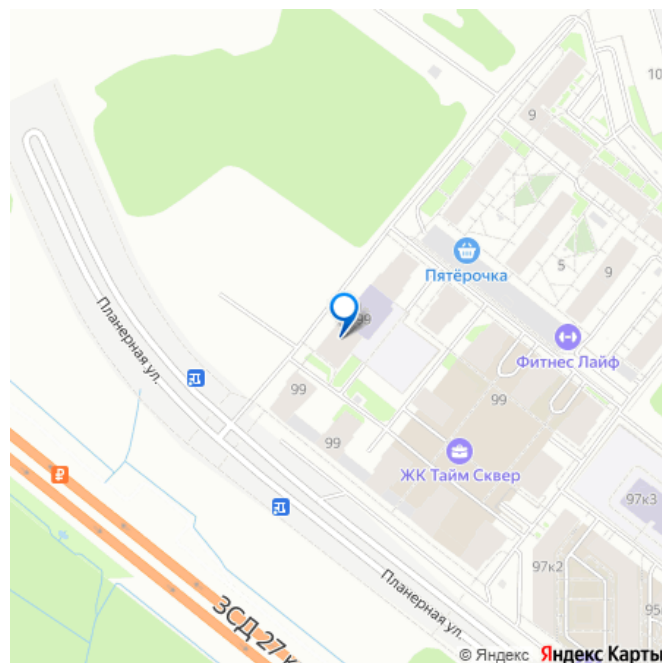 10
9
Пятёрочка
5
9
99
Фитнес Лайф
Планерная ул.
99
99
99
ЖК Тайм Сквер
97к3
97к2
95
Планерная ул.
ЗСД 27 к
₽
© Яндекс Яндекс Карты